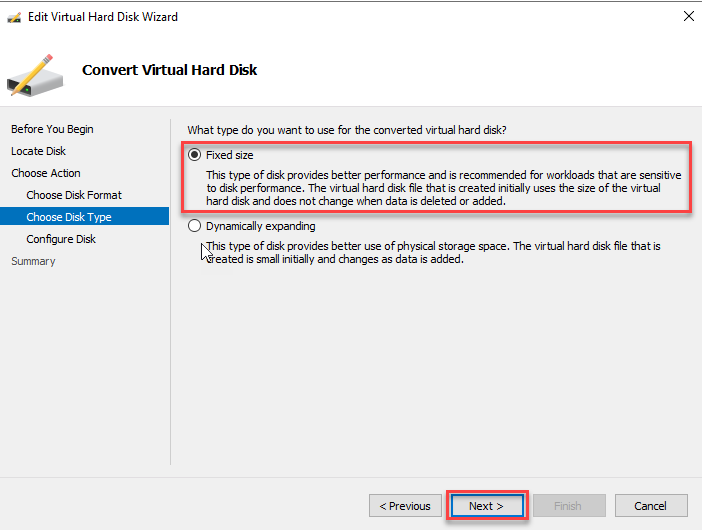 Edit Virtual Hard Disk Wizard
Convert Virtual Hard Disk
Before You Begin
Locate Disk
Choose Action
Choose Disk Format
Choose Disk Type
Configure Disk
Summary
What type do you want to use for the converted virtual hard disk?
Fixed size
This type of disk provides better performance and is recommended for workloads that are sensitive
to disk performance. The virtual hard disk file that is created initially uses the size of the virtual
hard disk and does not change when data is deleted or added.
Dynamically expanding
This type of disk provides better use of physical storage space. The virtual hard disk file that is
created is small initially and changes as data is added.
< Previous
Next >
Finish
Cancel